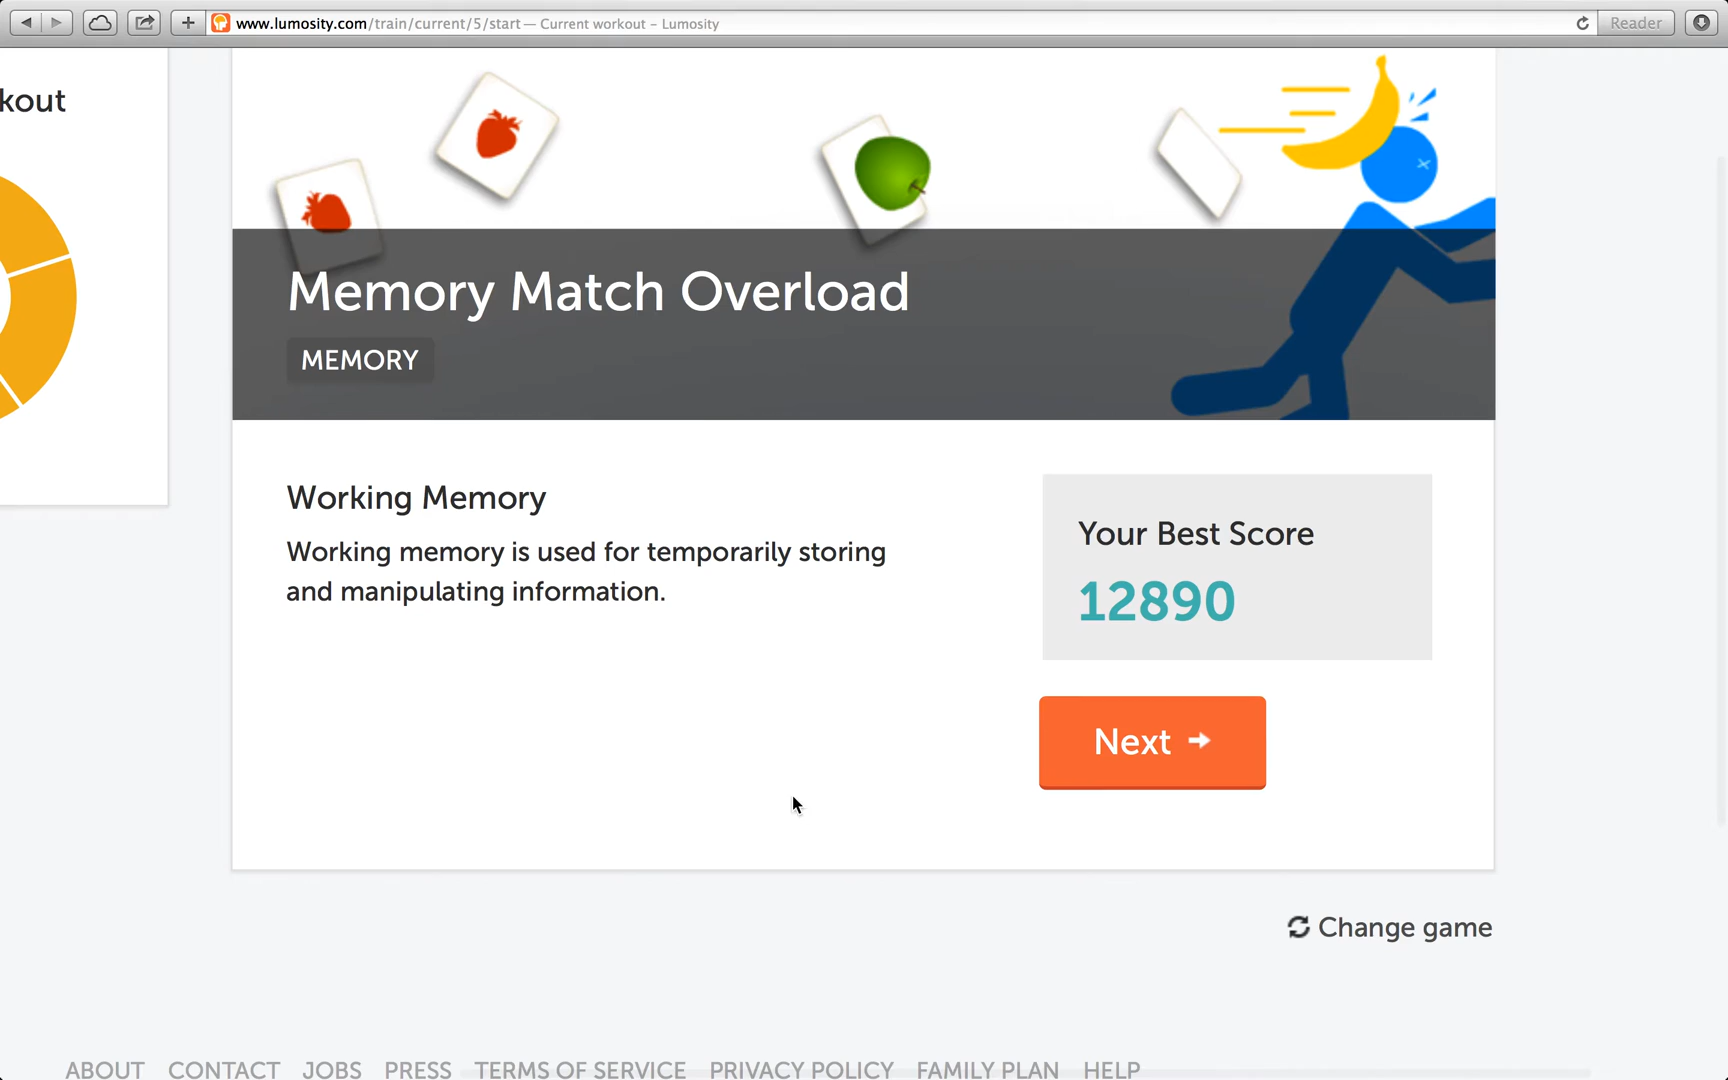 www.lumosity.com/train/current/5/start — Current workout – Lumosity
Reader
kout
Memory Match Overload
MEMORY
Working Memory
Working memory is used for temporarily storing
and manipulating information.
Your Best Score
12890
Next
Change game
ABOUT CONTACT JOBS PRESS TERMS OF SERVICE PRIVACY POLICY FAMILY PLAN HELP